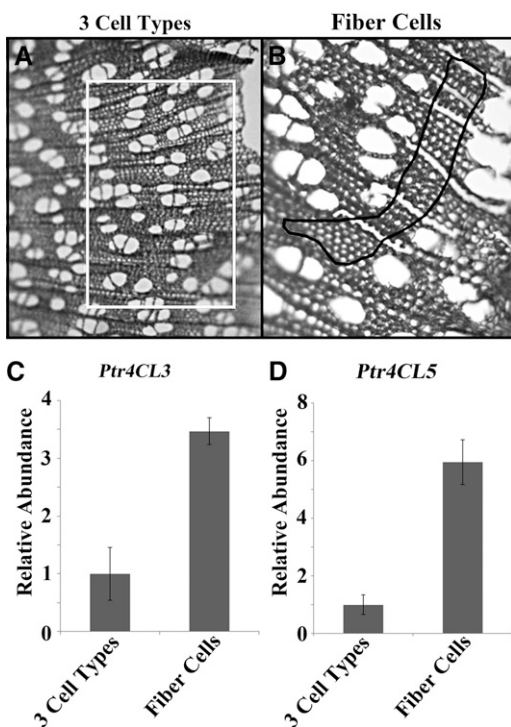 3 Cell Types
Fiber Cells
A
B
C
Ptr4CL3
D
Ptr4CL5
Relative Abundance
4
3
2
1
0
3 Cell Types
Fiber Cells
Relative Abundance
8
6
4
2
0
3 Cell Types
Fiber Cells